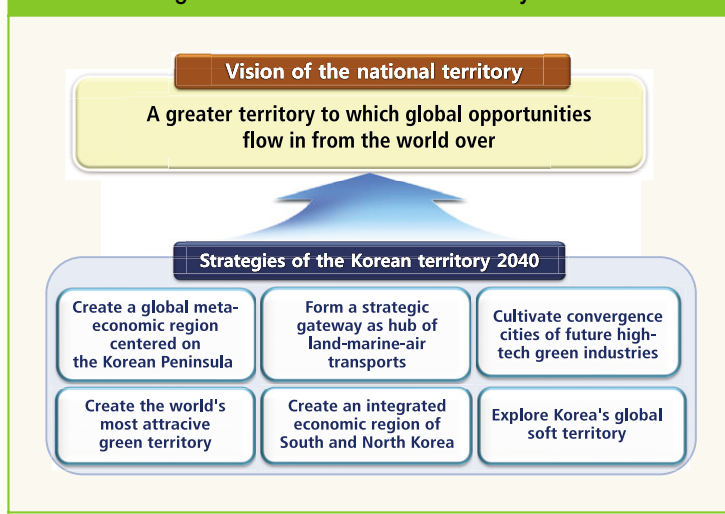 Vision of the national territory
A greater territory to which global opportunities
flow in from the world over
Strategies of the Korean territory 2040
Create a global meta-
economic region
centered on
the Korean Peninsula
Form a strategic
gateway as hub of
land-marine-air
transports
Cultivate convergence
cities of future high-
tech green industries
Create the world's
most attracive
green territory
Create an integrated
economic region of
South and North Korea
Explore Korea's global
soft territory